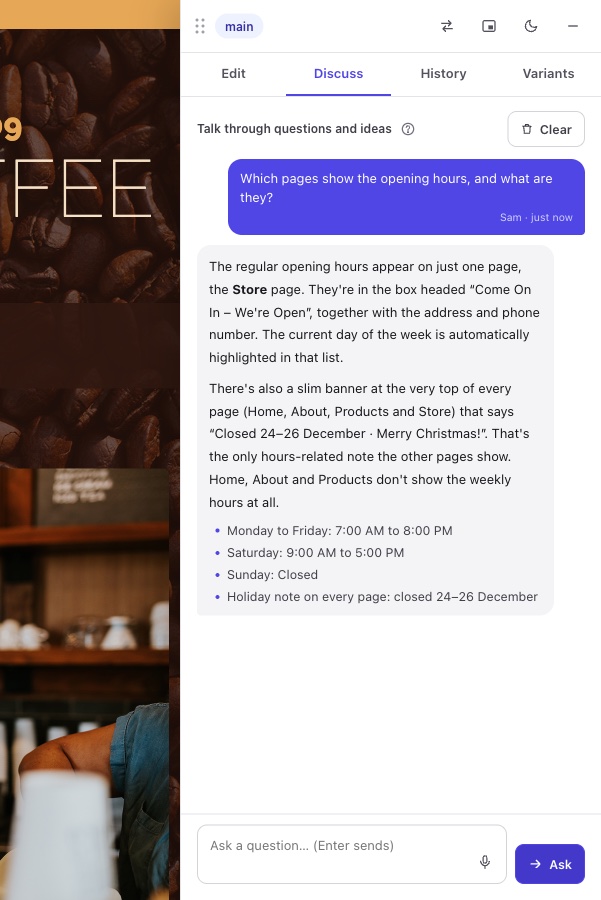 main
Edit
Discuss
History
Variants
Talk through questions and ideas
Clear
Which pages show the opening hours, and what are
they?
Sam · just now
The regular opening hours appear on just one page,
the Store page. They're in the box headed “Come On
In – We're Open”, together with the address and phone
number. The current day of the week is automatically
highlighted in that list.
There's also a slim banner at the very top of every
page (Home, About, Products and Store) that says
“Closed 24–26 December · Merry Christmas!”. That's
the only hours-related note the other pages show.
Home, About and Products don't show the weekly
hours at all.
• Monday to Friday: 7:00 AM to 8:00 PM
• Saturday: 9:00 AM to 5:00 PM
• Sunday: Closed
• Holiday note on every page: closed 24–26 December
Ask a question... (Enter sends)
Ask
9
FFEE